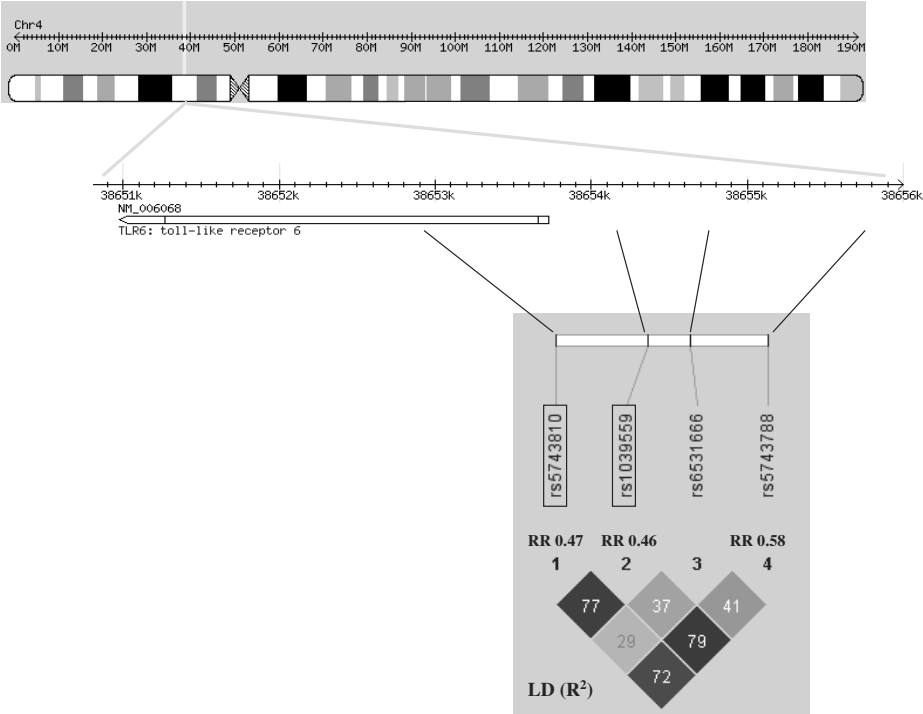 Chr4
0M 10M 20M 30M 40M 50M 60M 70M 80M 90M 100M 110M 120M 130M 140M 150M 160M 170M 180M 190M
38651k 38652k 38653k 38654k 38655k 38656k
NM_006068
TLR6: toll-like receptor 6
rs5743810 rs1039559 rs6531666 rs5743788
RR 0.47 RR 0.46 RR 0.58
1 2 3 4
77 37 41
29 79
72
LD (R²)